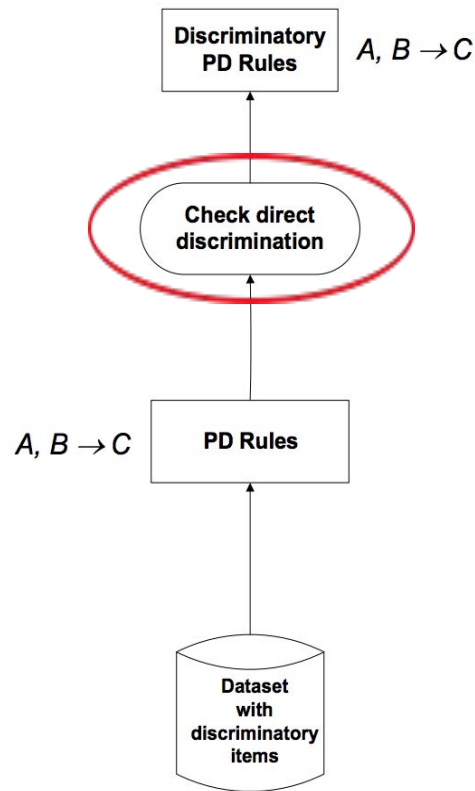 Discriminatory
PD Rules
A, B → C
Check direct
discrimination
A, B → C
PD Rules
Dataset
with
discriminatory
items